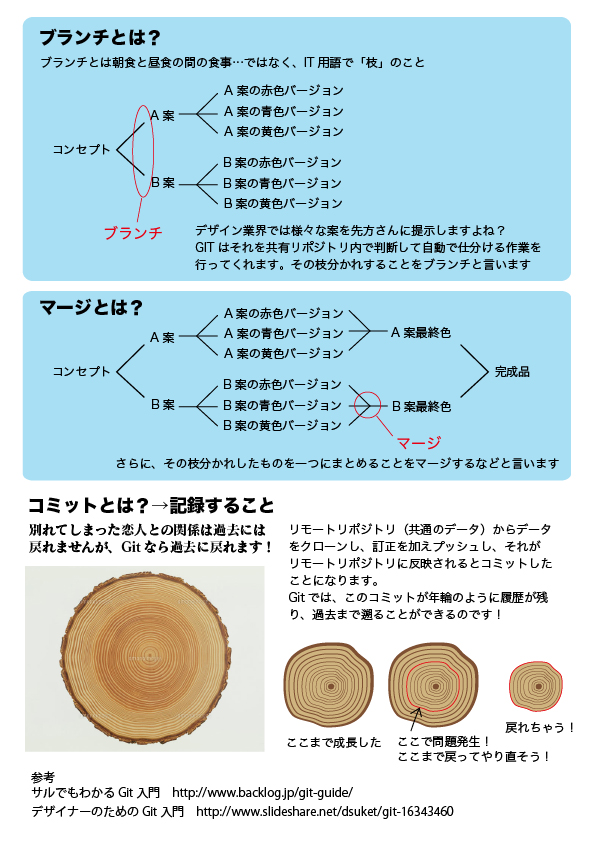 ブランチとは？
ブランチとは朝食と昼食の間の食事…ではなく、IT 用語で「枝」のこと
A 案の赤色バージョン
A 案
A 案の青色バージョン
A 案の黄色バージョン
コンセプト
B 案の赤色バージョン
B 案
B 案の青色バージョン
B 案の黄色バージョン
ブランチ
デザイン業界では様々な案を先方さんに提示しますよね？
GIT はそれを共有リポジトリ内で判断して自動で仕分ける作業を
行ってくれます。その枝分かれすることをブランチと言います
マージとは？
A 案の赤色バージョン
A 案
A 案の青色バージョン
A 案最終色
A 案の黄色バージョン
コンセプト
完成品
B 案の赤色バージョン
B 案
B 案の青色バージョン
B 案最終色
B 案の黄色バージョン
マージ
さらに、その枝分かれしたものを一つにまとめることをマージするなどと言います
コミットとは？→記録すること
別れてしまった恋人との関係は過去には
戻れませんが、Git なら過去に戻れます！
リモートリポジトリ（共通のデータ）からデータ
をクローンし、訂正を加えプッシュし、それが
リモートリポジトリに反映されるとコミットした
ことになります。
Git では、このコミットが年輪のように履歴が残
り、過去まで遡ることができるのです！
ここまで成長した
ここで問題発生！
ここまで戻ってやり直そう！
戻れちゃう！
参考
サルでもわかる Git 入門　http://www.backlog.jp/git-guide/
デザイナーのための Git 入門　http://www.slideshare.net/dsuket/git-16343460